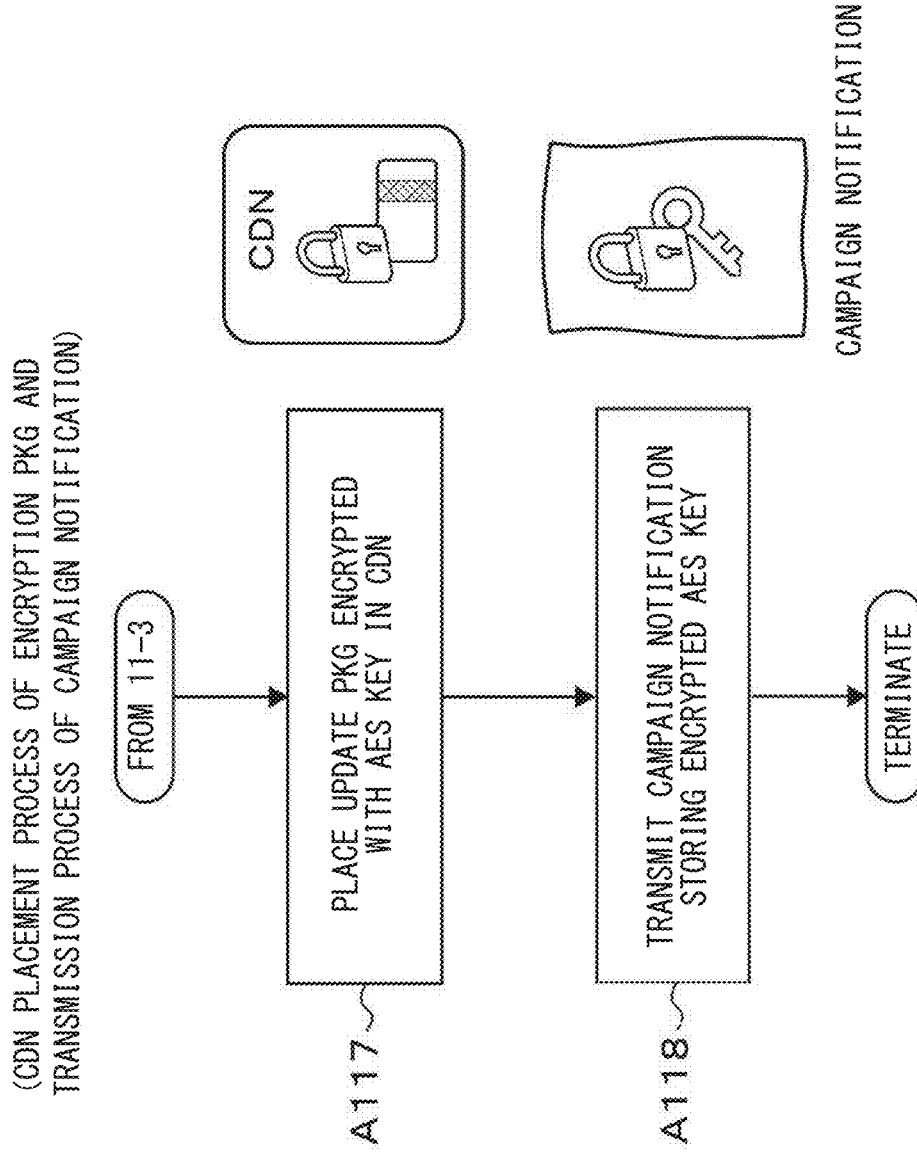 (CDN PLACEMENT PROCESS OF ENCRYPTION PKG AND
TRANSMISSION PROCESS OF CAMPAIGN NOTIFICATION)
FROM 11-3
A117
PLACE UPDATE PKG ENCRYPTED
WITH AES KEY IN CDN
CDN
A118
TRANSMIT CAMPAIGN NOTIFICATION
STORING ENCRYPTED AES KEY
CAMPAIGN NOTIFICATION
TERMINATE